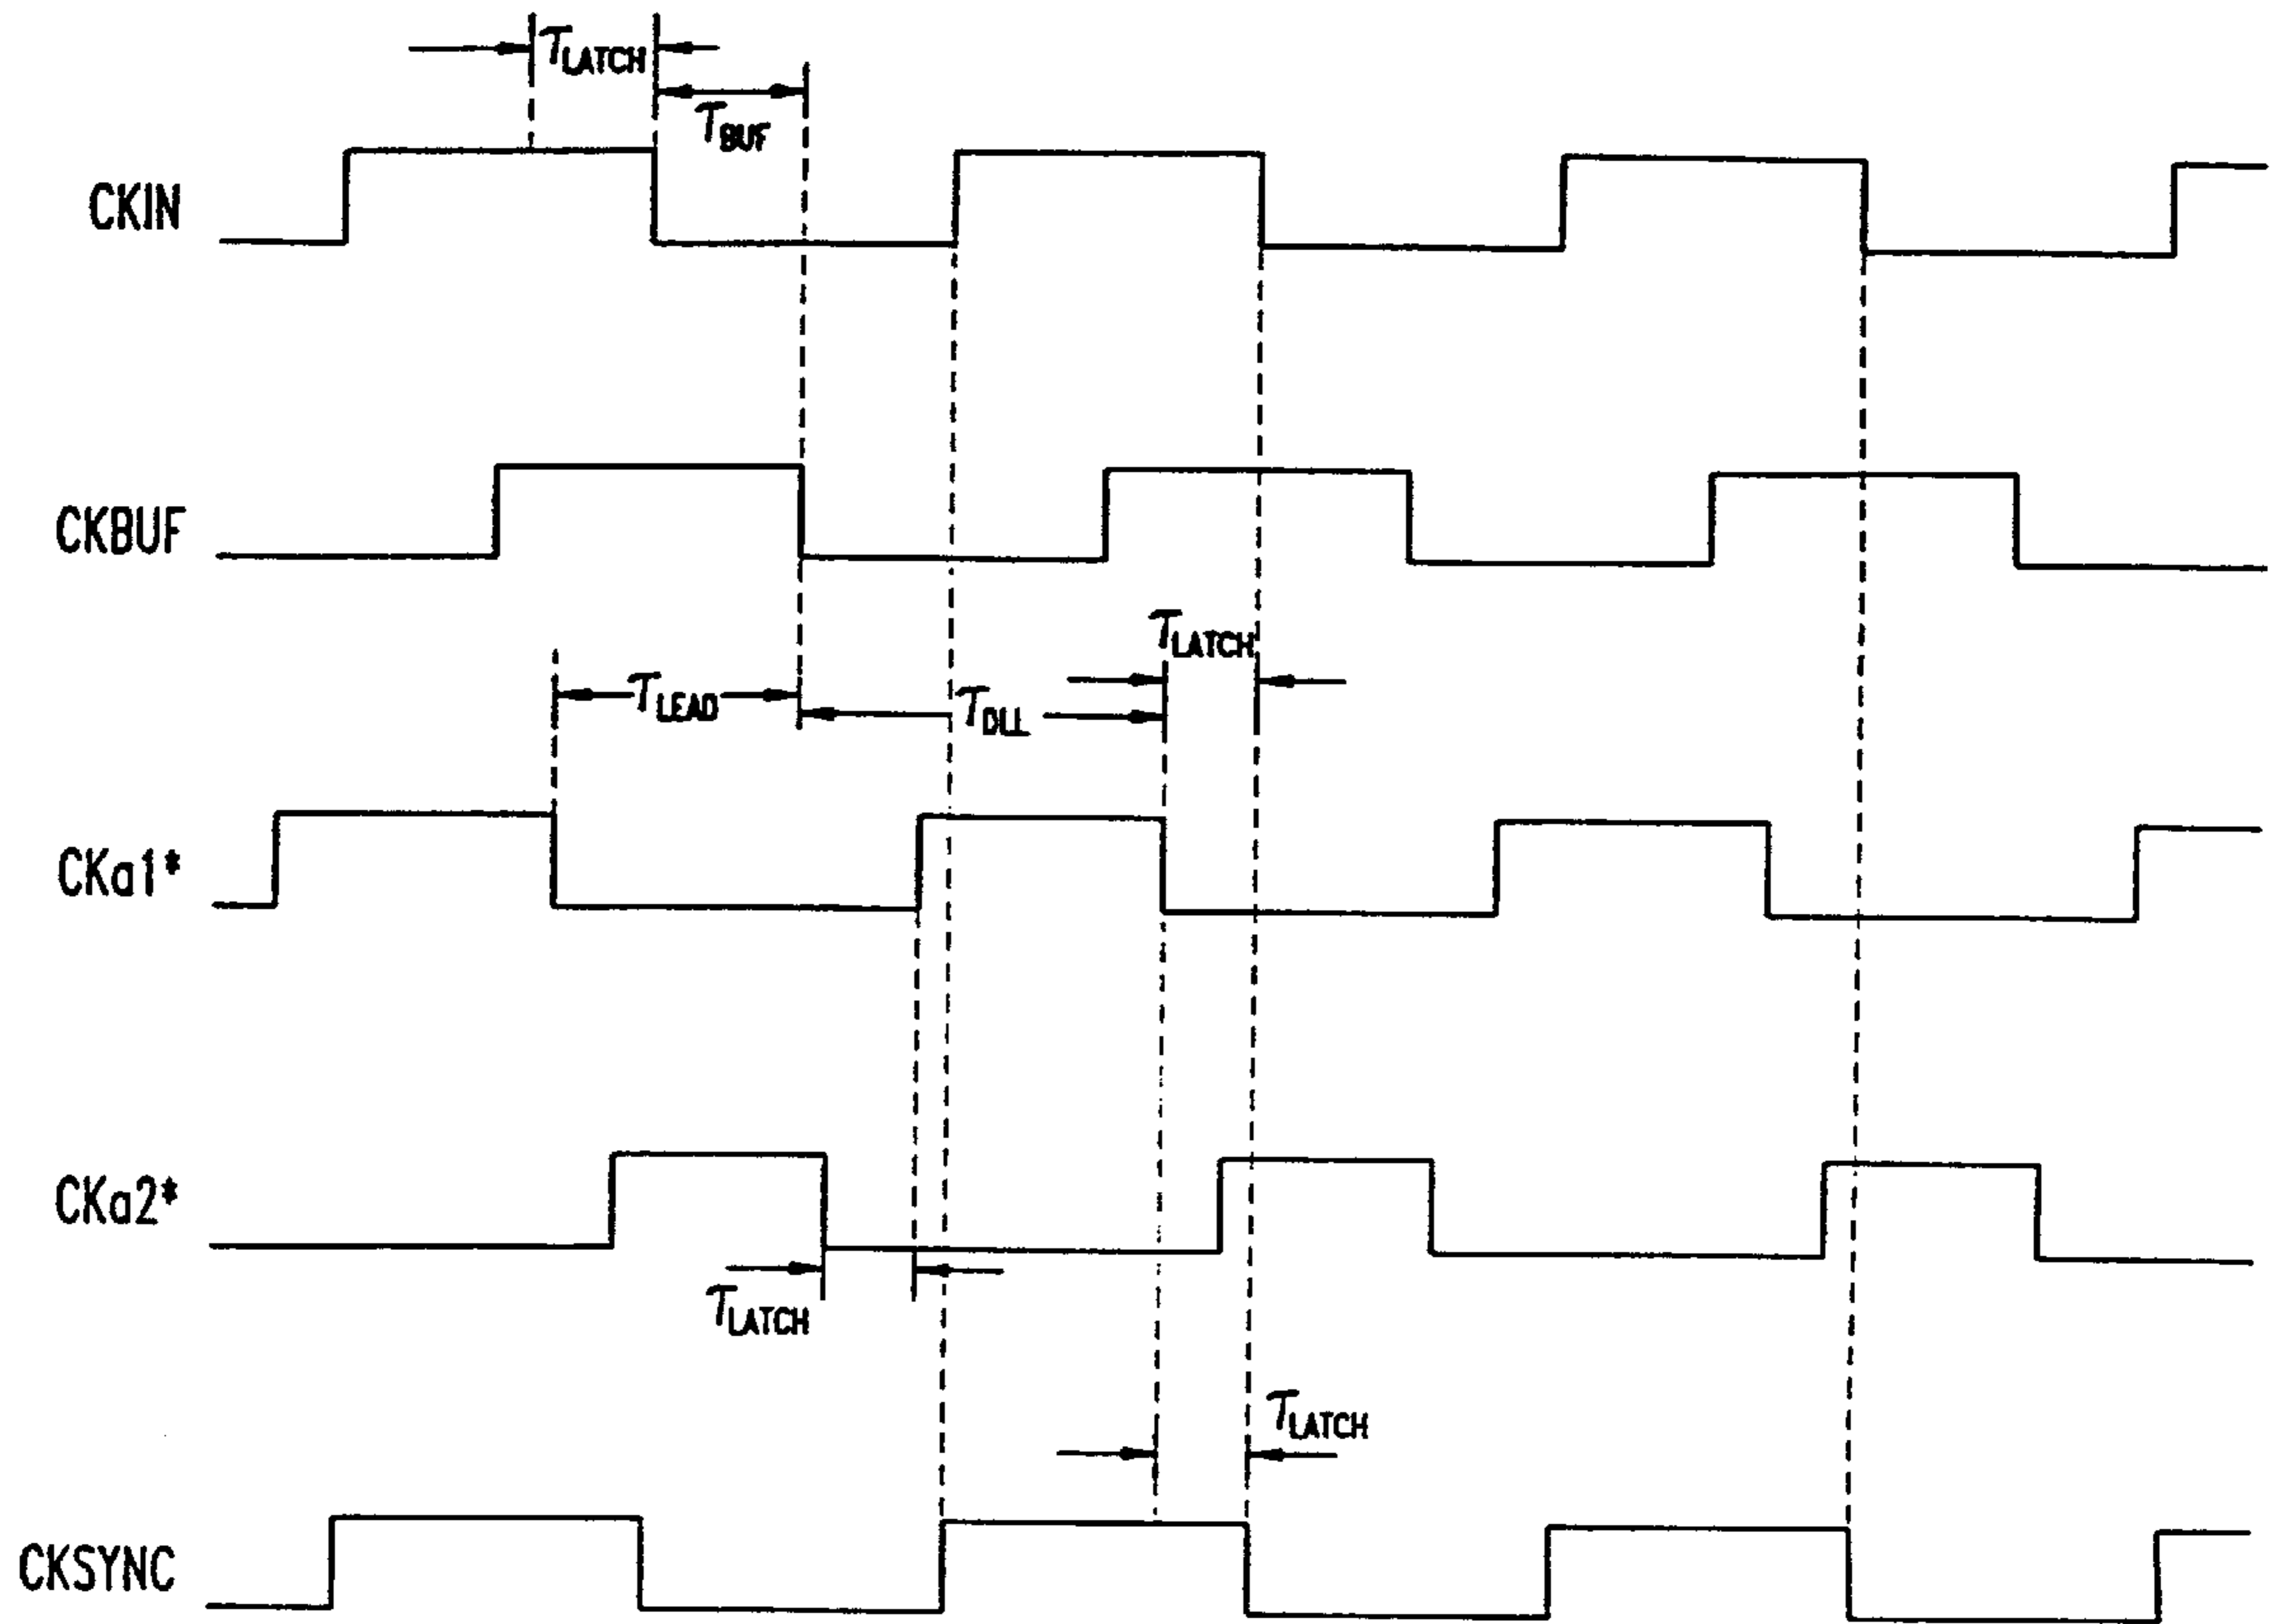 τLATCH
τBUF
CKIN
CKBUF
τLATCH
τLEAD
τDLL
CKa1*
CKa2*
τLATCH
τLATCH
CKSYNC